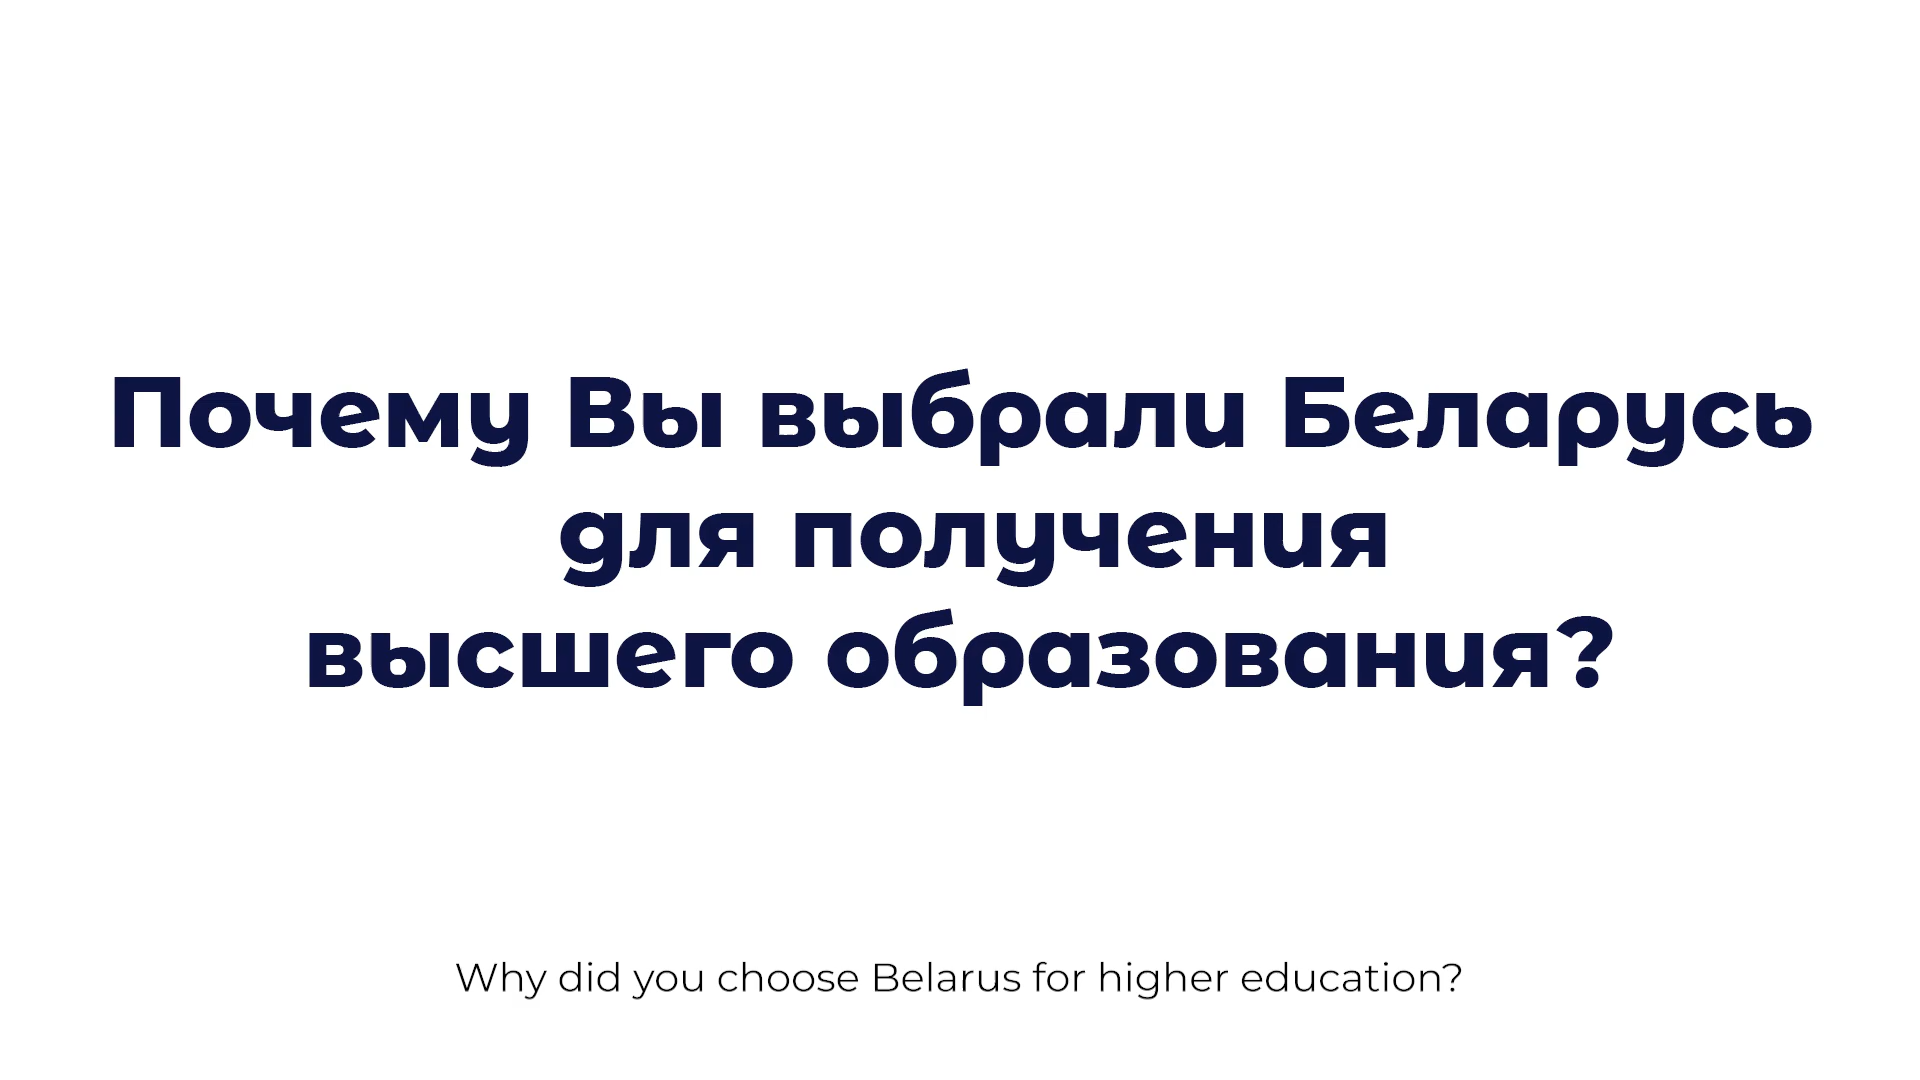 Почему Вы выбрали Беларусь
для получения
высшего образования?
Why did you choose Belarus for higher education?